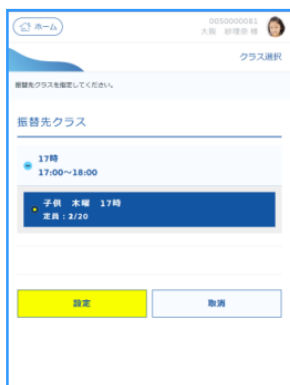 ホーム
0050000081
大阪 紗理奈 様
クラス選択
振替先クラスを指定してください。
振替先クラス
17時
17:00～18:00
子供 木曜 17時
定員：3/20
設定
取消